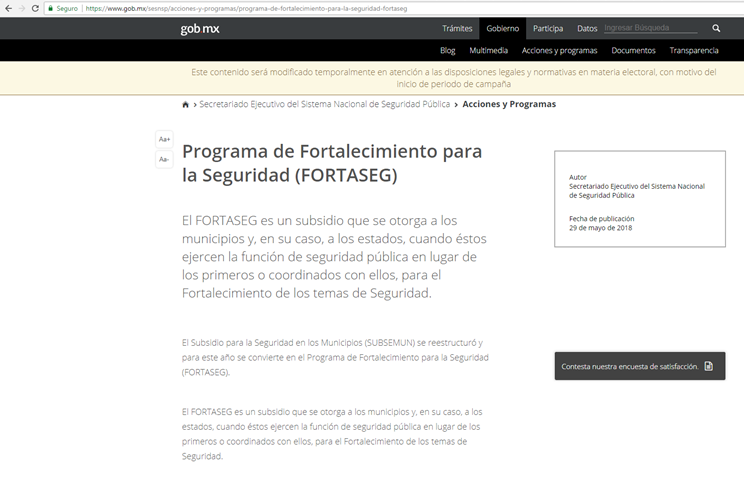 Seguro | https://www.gob.mx/sesnsp/acciones-y-programas/programa-de-fortalecimiento-para-la-seguridad-fortaseg
gob mx
Trámites Gobierno Participa Datos Ingresar Búsqueda
Blog Multimedia Acciones y programas Documentos Transparencia
Este contenido será modificado temporalmente en atención a las disposiciones legales y normativas en materia electoral, con motivo del
inicio de periodo de campaña
> Secretariado Ejecutivo del Sistema Nacional de Seguridad Pública > Acciones y Programas
Aa+
Aa-
Programa de Fortalecimiento para
la Seguridad (FORTASEG)
El FORTASEG es un subsidio que se otorga a los
municipios y, en su caso, a los estados, cuando éstos
ejercen la función de seguridad pública en lugar de
los primeros o coordinados con ellos, para el
Fortalecimiento de los temas de Seguridad.
El Subsidio para la Seguridad en los Municipios (SUBSEMUN) se reestructuró y
para este año se convierte en el Programa de Fortalecimiento para la Seguridad
(FORTASEG).
El FORTASEG es un subsidio que se otorga a los municipios y, en su caso, a los
estados, cuando éstos ejercen la función de seguridad pública en lugar de los
primeros o coordinados con ellos, para el Fortalecimiento de los temas de
Seguridad.
Autor
Secretariado Ejecutivo del Sistema Nacional
de Seguridad Pública
Fecha de publicación
29 de mayo de 2018
Contesta nuestra encuesta de satisfacción.